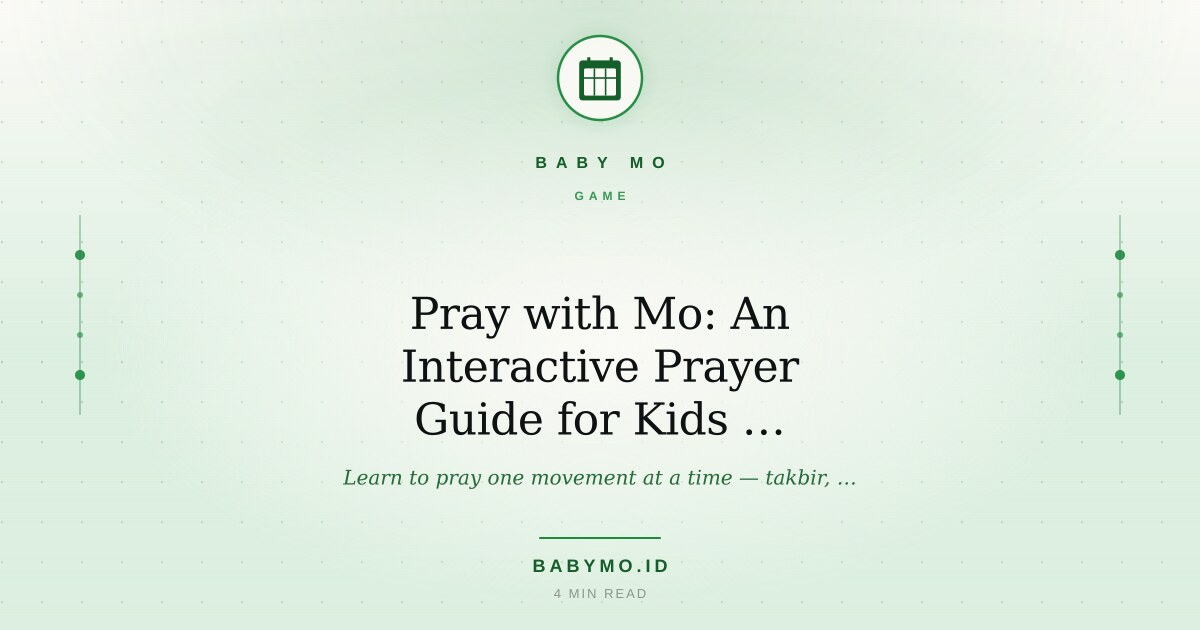 BABY MO
GAME
Pray with Mo: An
Interactive Prayer
Guide for Kids …
Learn to pray one movement at a time — takbir, …
BABYMO.ID
4 MIN READ